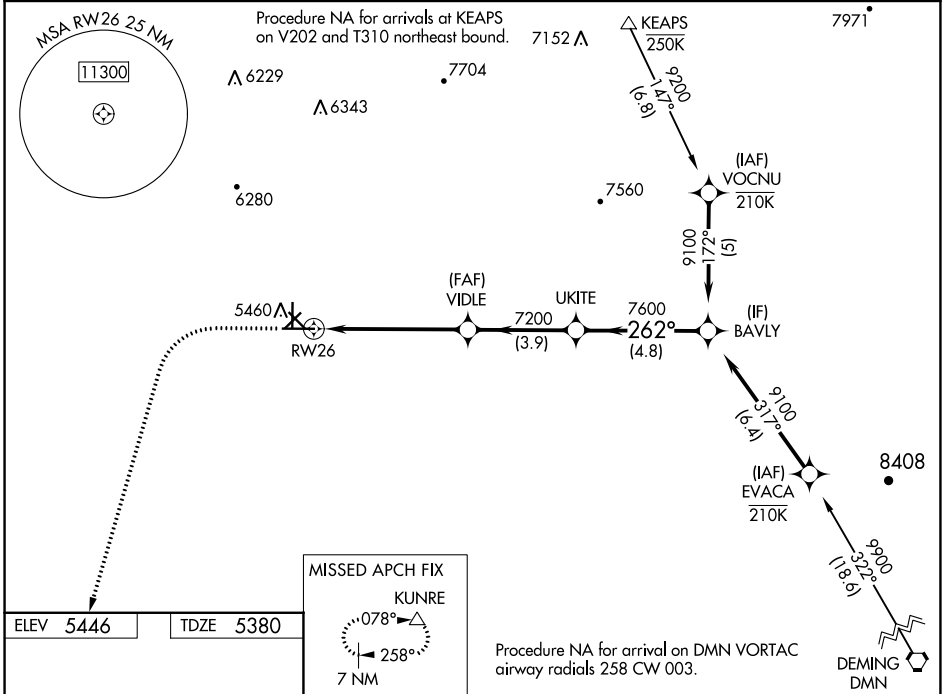 MSA RW26 25 NM
11300
Procedure NA for arrivals at KEAPS
on V202 and T310 northeast bound.
7152
KEAPS
250K
7971
6229
7704
6343
9200
147°
(6.8)
(IAF)
VOCNU
210K
6280
7560
9100
172°
(5)
(FAF)
VIDLE
UKITE
5460
7200
(3.9)
7600
262°
(4.8)
(IF)
BAVLY
RW26
9100
317°
(6.4)
(IAF)
EVACA
210K
8408
9900
322°
(18.6)
MISSED APCH FIX
KUNRE
078°
258°
7 NM
ELEV 5446
TDZE 5380
Procedure NA for arrival on DMN VORTAC
airway radials 258 CW 003.
DEMING
DMN